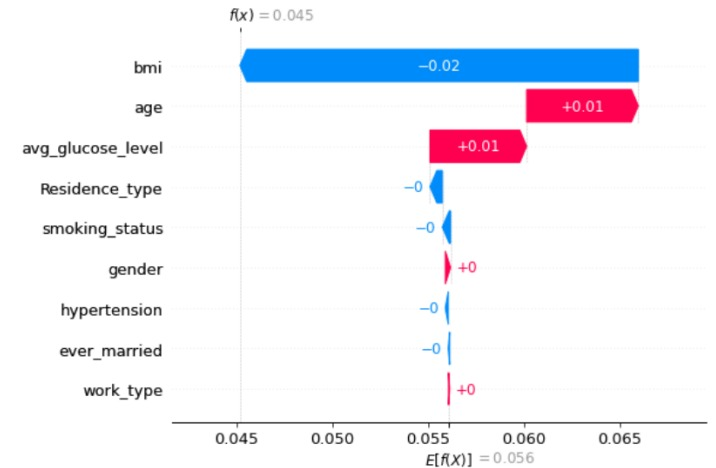 f(x) = 0.045
bmi −0.02
age +0.01
avg_glucose_level +0.01
Residence_type −0
smoking_status −0
gender +0
hypertension −0
ever_married −0
work_type +0
0.045 0.050 0.055 0.060 0.065
E[f(X)] = 0.056